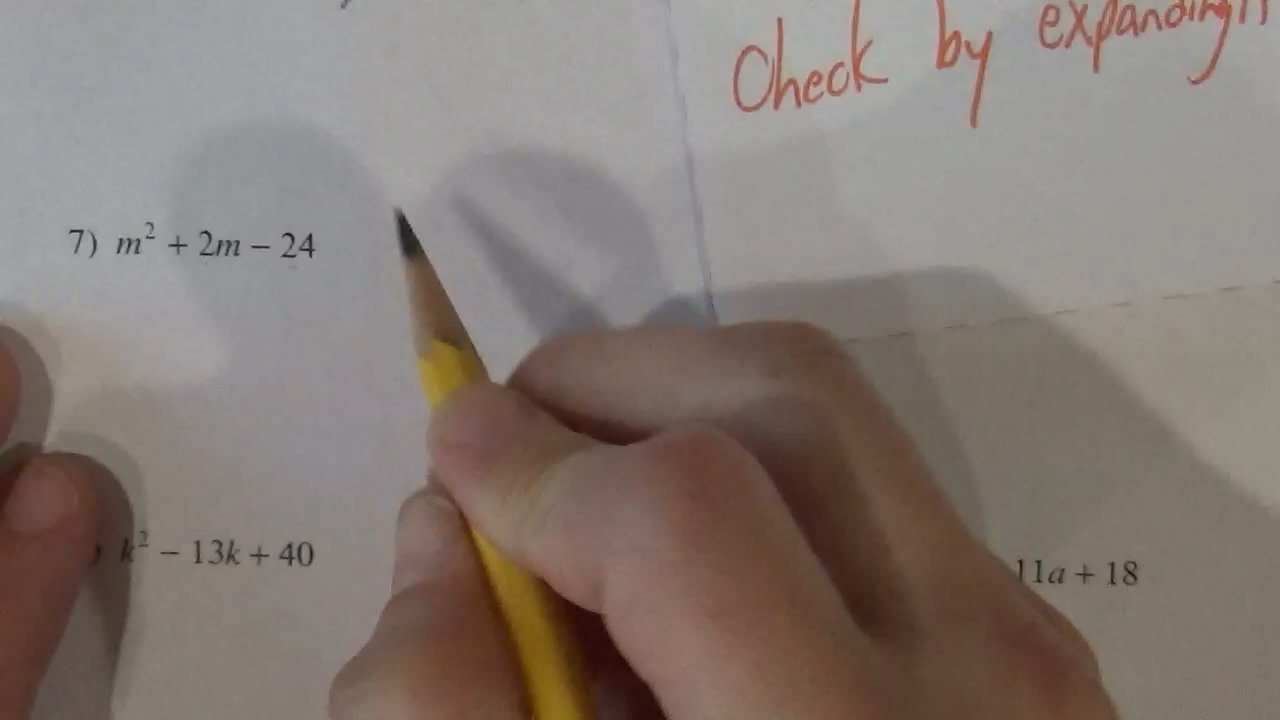 Check by expanding!!
7) m² + 2m − 24
k² − 13k + 40
11a + 18